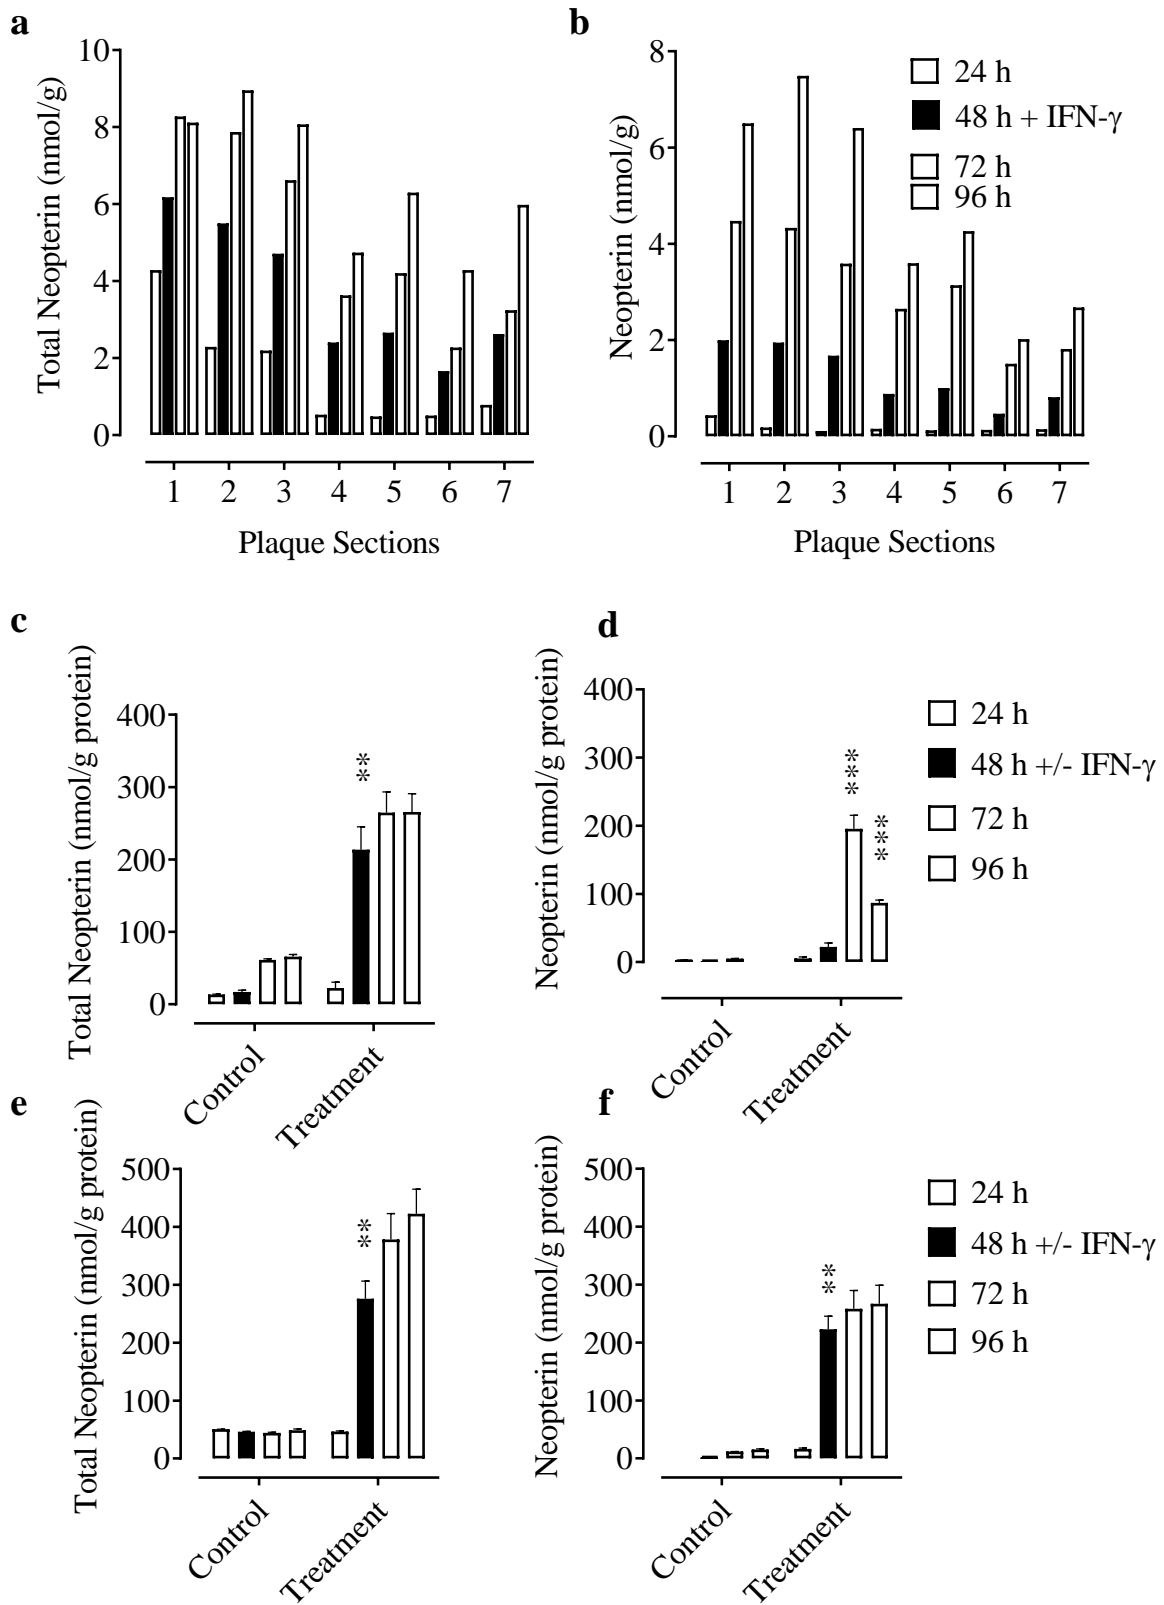 a
Total Neopterin (nmol/g)
10
8
6
4
2
0
1 2 3 4 5 6 7
Plaque Sections
b
Neopterin (nmol/g)
8
6
4
2
0
1 2 3 4 5 6 7
Plaque Sections
24 h
48 h + IFN-γ
72 h
96 h
c
Total Neopterin (nmol/g protein)
400
300
200
100
0
**
Control
Treatment
d
Neopterin (nmol/g protein)
400
300
200
100
0
***
***
Control
Treatment
24 h
48 h +/- IFN-γ
72 h
96 h
e
Total Neopterin (nmol/g protein)
500
400
300
200
100
0
**
Control
Treatment
f
Neopterin (nmol/g protein)
500
400
300
200
100
0
**
Control
Treatment
24 h
48 h +/- IFN-γ
72 h
96 h